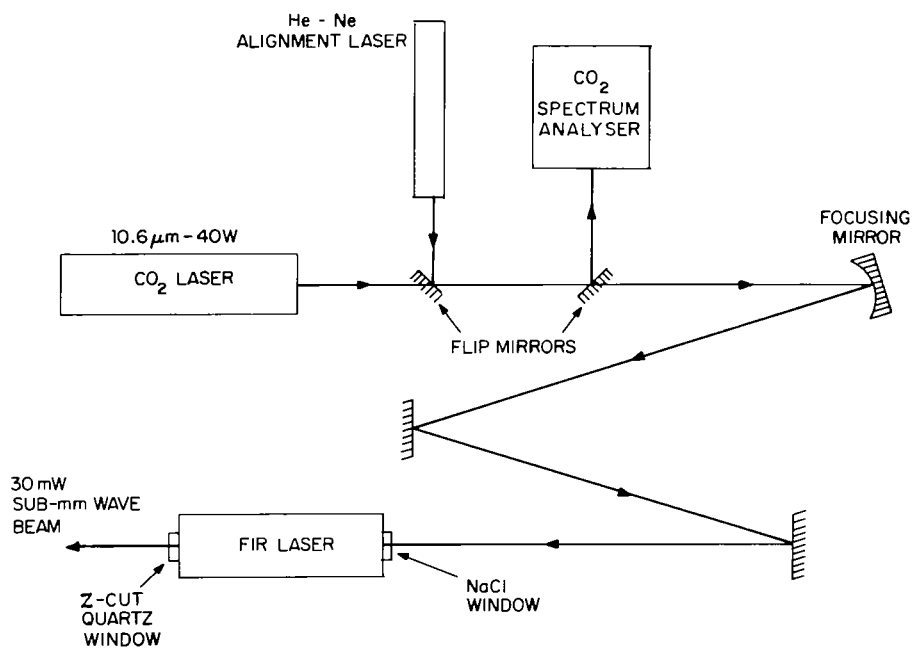 He - Ne
ALIGNMENT LASER
CO2
SPECTRUM
ANALYSER
FOCUSING
MIRROR
10.6 μm - 40W
CO2 LASER
FLIP MIRRORS
30 mW
SUB-mm WAVE
BEAM
FIR LASER
Z-CUT
QUARTZ
WINDOW
NaCl
WINDOW